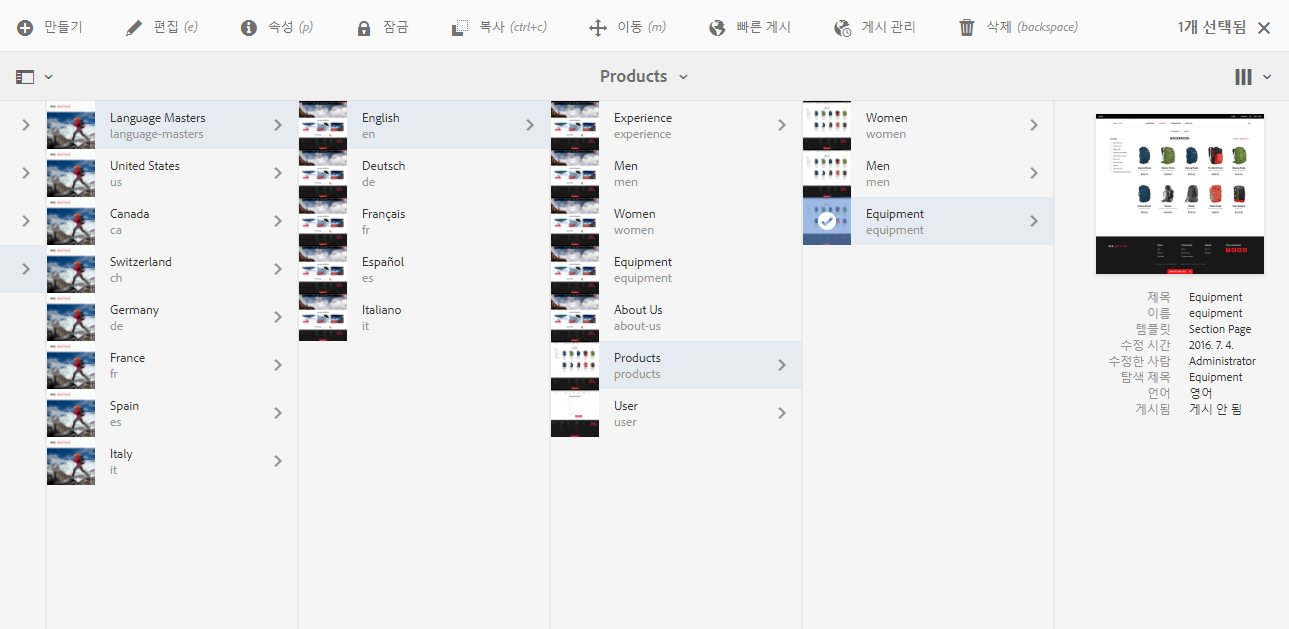 만들기
편집 (e)
속성 (p)
잠금
복사 (ctrl+c)
이동 (m)
빠른 게시
게시 관리
삭제 (backspace)
1개 선택됨
Products
Language Masters
language-masters
United States
us
Canada
ca
Switzerland
ch
Germany
de
France
fr
Spain
es
Italy
it
English
en
Deutsch
de
Français
fr
Español
es
Italiano
it
Experience
experience
Men
men
Women
women
Equipment
equipment
About Us
about-us
Products
products
User
user
Women
women
Men
men
Equipment
equipment
제목 Equipment
이름 equipment
템플릿 Section Page
수정 시간 2016. 7. 4.
수정한 사람 Administrator
탐색 제목 Equipment
언어 영어
게시됨 게시 안 됨